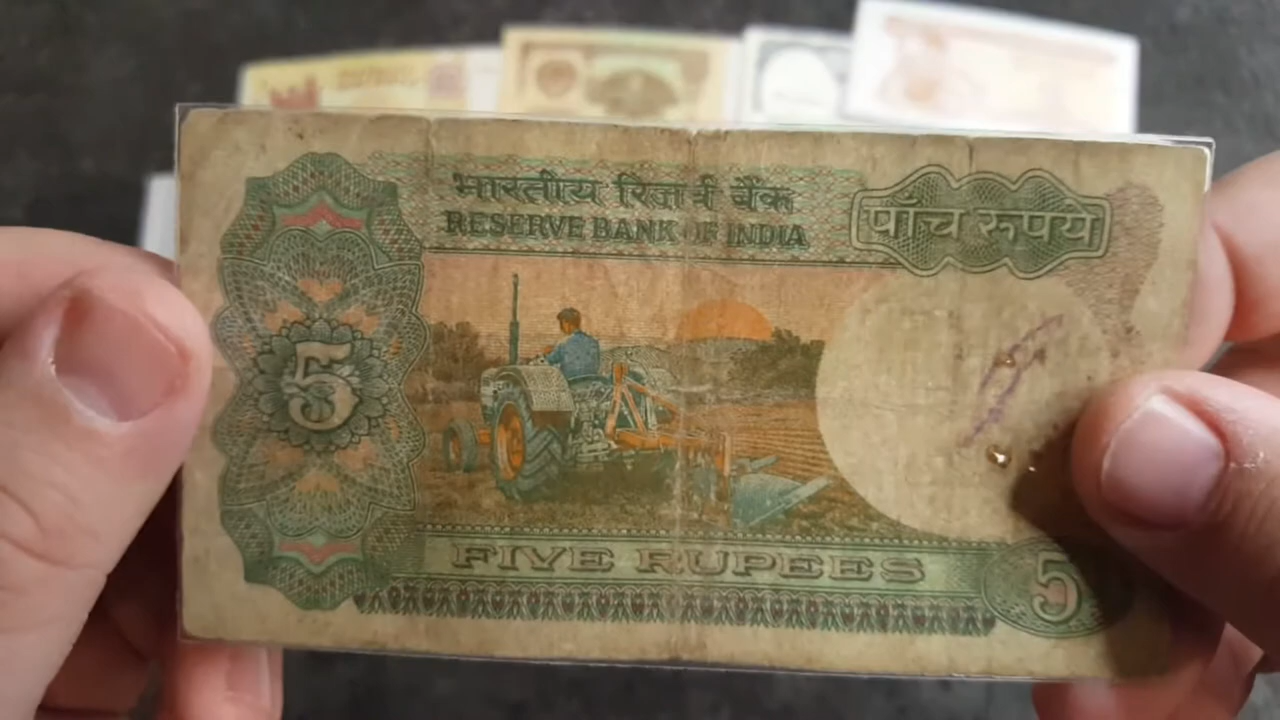 भारतीय रिज़र्व बैंक
RESERVE BANK OF INDIA
पाँच रुपये
5
FIVE RUPEES
5